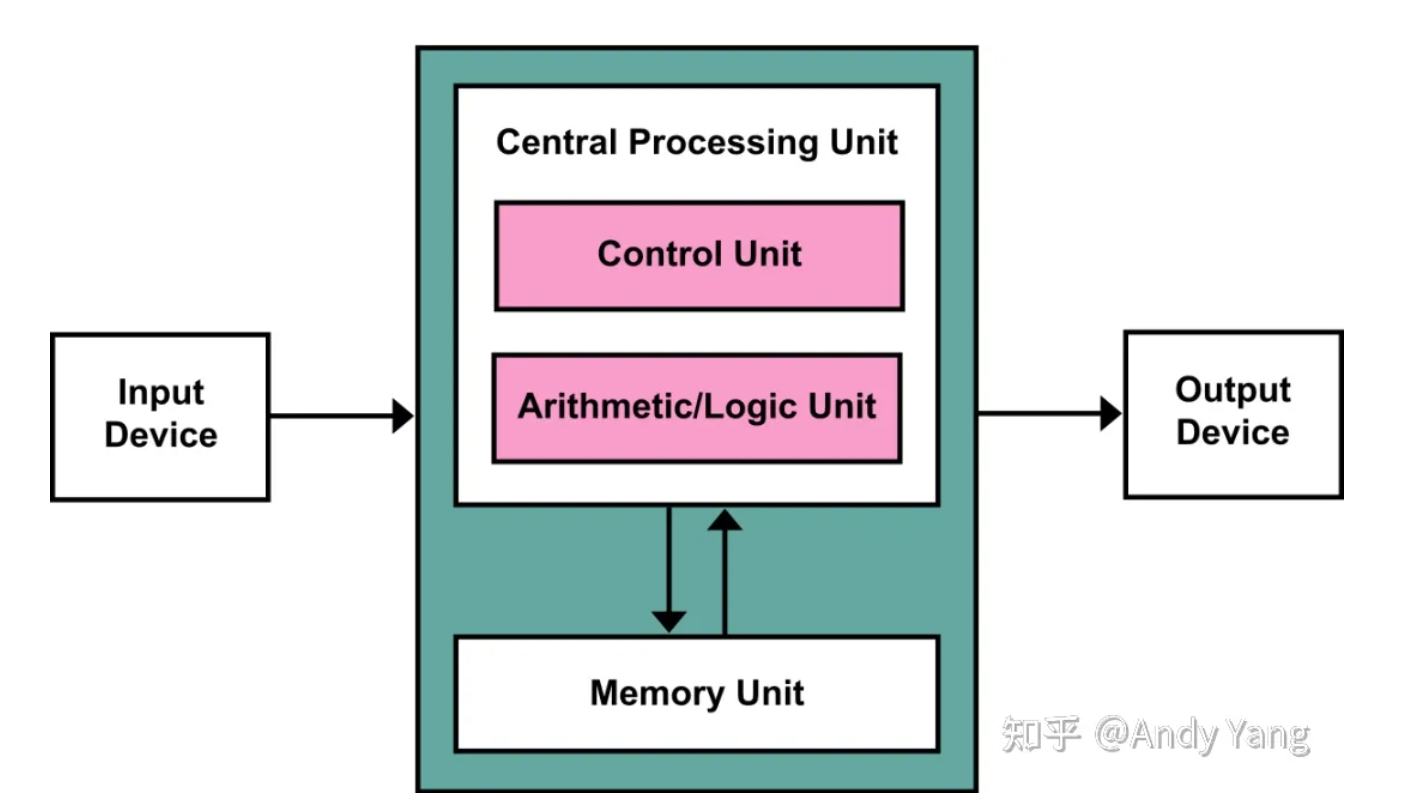 Central Processing Unit
Control Unit
Arithmetic/Logic Unit
Input
Device
Output
Device
Memory Unit
知乎 @Andy Yang